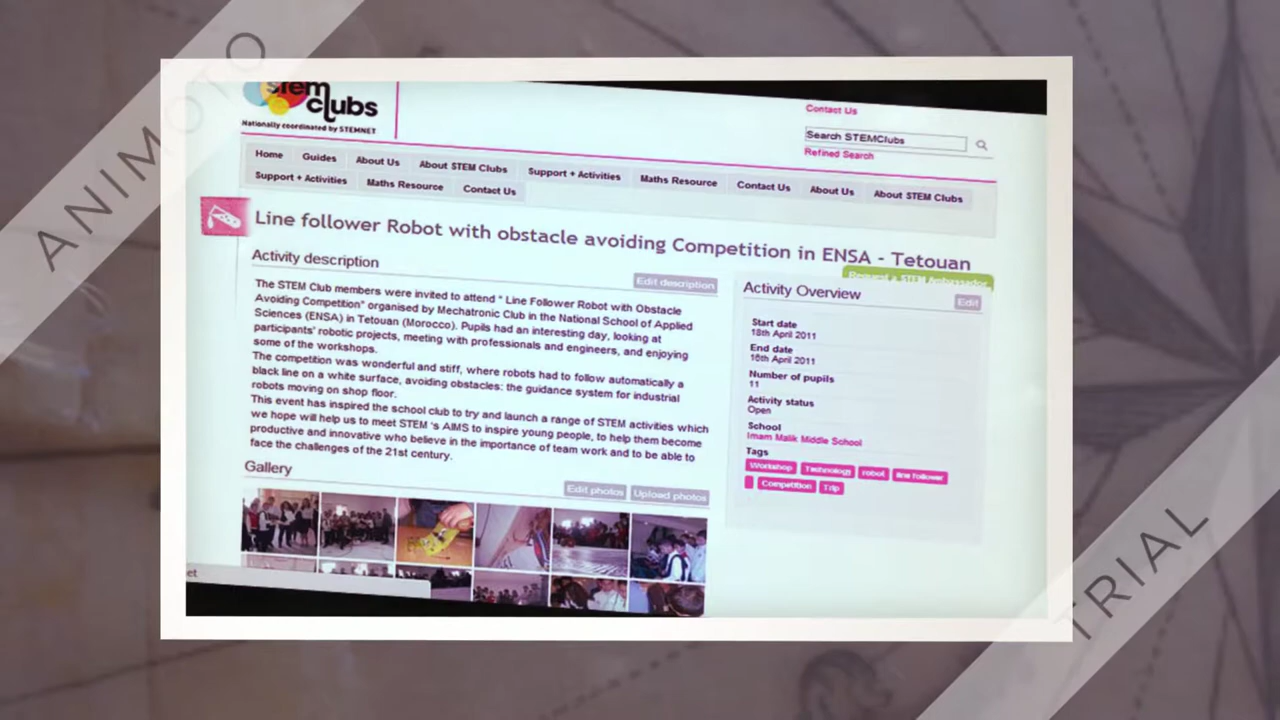 ANIMOTO
stem
clubs
Nationally coordinated by STEMNET
Contact Us
Search STEMClubs
Refined Search
Home Guides About Us About STEM Clubs Support + Activities Maths Resource Contact Us About Us About STEM Clubs
Support + Activities Maths Resource Contact Us
Line follower Robot with obstacle avoiding Competition in ENSA - Tetouan
Request a STEM Ambassador
Activity description
Edit description
The STEM Club members were invited to attend " Line Follower Robot with Obstacle
Avoiding Competition" organised by Mechatronic Club in the National School of Applied
Sciences (ENSA) in Tetouan (Morocco). Pupils had an interesting day, looking at
participants' robotic projects, meeting with professionals and engineers, and enjoying
some of the workshops.
The competition was wonderful and stiff, where robots had to follow automatically a
black line on a white surface, avoiding obstacles: the guidance system for industrial
robots moving on shop floor.
This event has inspired the school club to try and launch a range of STEM activities which
we hope will help us to meet STEM 's AIMS to inspire young people, to help them become
productive and innovative who believe in the importance of team work and to be able to
face the challenges of the 21st century.
Gallery
Edit photos Upload photos
Activity Overview
Edit
Start date
18th April 2011
End date
April 2011
Number of pupils
11
Activity status
Open
School
Imam Malik Middle School
Tags
Workshop Technology robot line follower
Competition Trip
et
TRIAL